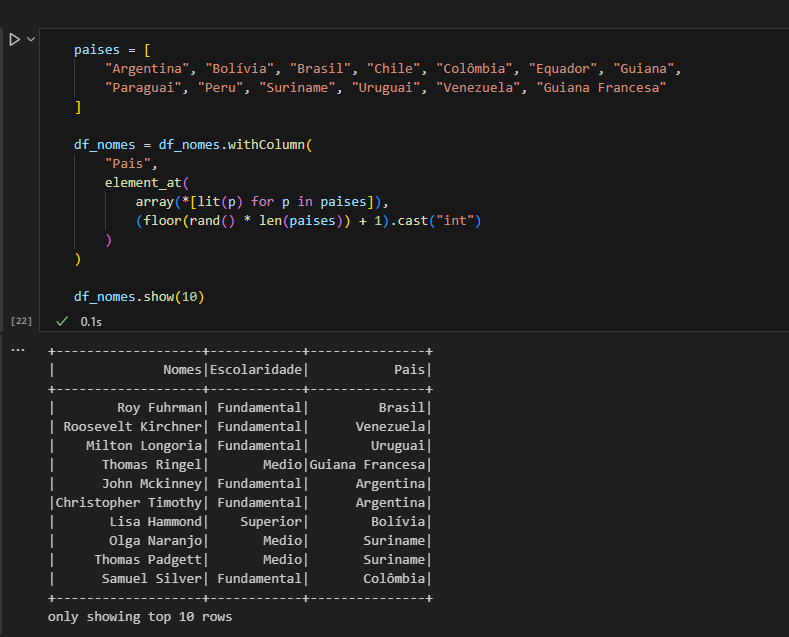 paises = [
    "Argentina", "Bolívia", "Brasil", "Chile", "Colômbia", "Equador", "Guiana",
    "Paraguai", "Peru", "Suriname", "Uruguai", "Venezuela", "Guiana Francesa"
]
df_nomes = df_nomes.withColumn(
    "Pais",
    element_at(
        array(*[lit(p) for p in paises]),
        (floor(rand() * len(paises)) + 1).cast("int")
    )
)
df_nomes.show(10)
[22] 0.1s
... +-------------------+------------+---------------+
|              Nomes|Escolaridade|           Pais|
+-------------------+------------+---------------+
|        Roy Fuhrman| Fundamental|         Brasil|
| Roosevelt Kirchner| Fundamental|      Venezuela|
|    Milton Longoria| Fundamental|        Uruguai|
|      Thomas Ringel|       Medio|Guiana Francesa|
|      John Mckinney| Fundamental|      Argentina|
|Christopher Timothy| Fundamental|      Argentina|
|       Lisa Hammond|    Superior|        Bolívia|
|       Olga Naranjo|       Medio|       Suriname|
|     Thomas Padgett|       Medio|       Suriname|
|      Samuel Silver| Fundamental|       Colômbia|
+-------------------+------------+---------------+
only showing top 10 rows